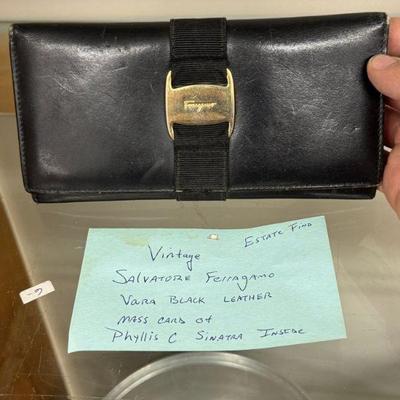 Ferragamo
Estate Find
Vintage
Salvatore Ferragamo
Vara Black Leather
Mass Card of
Phyllis C Sinatra Inside